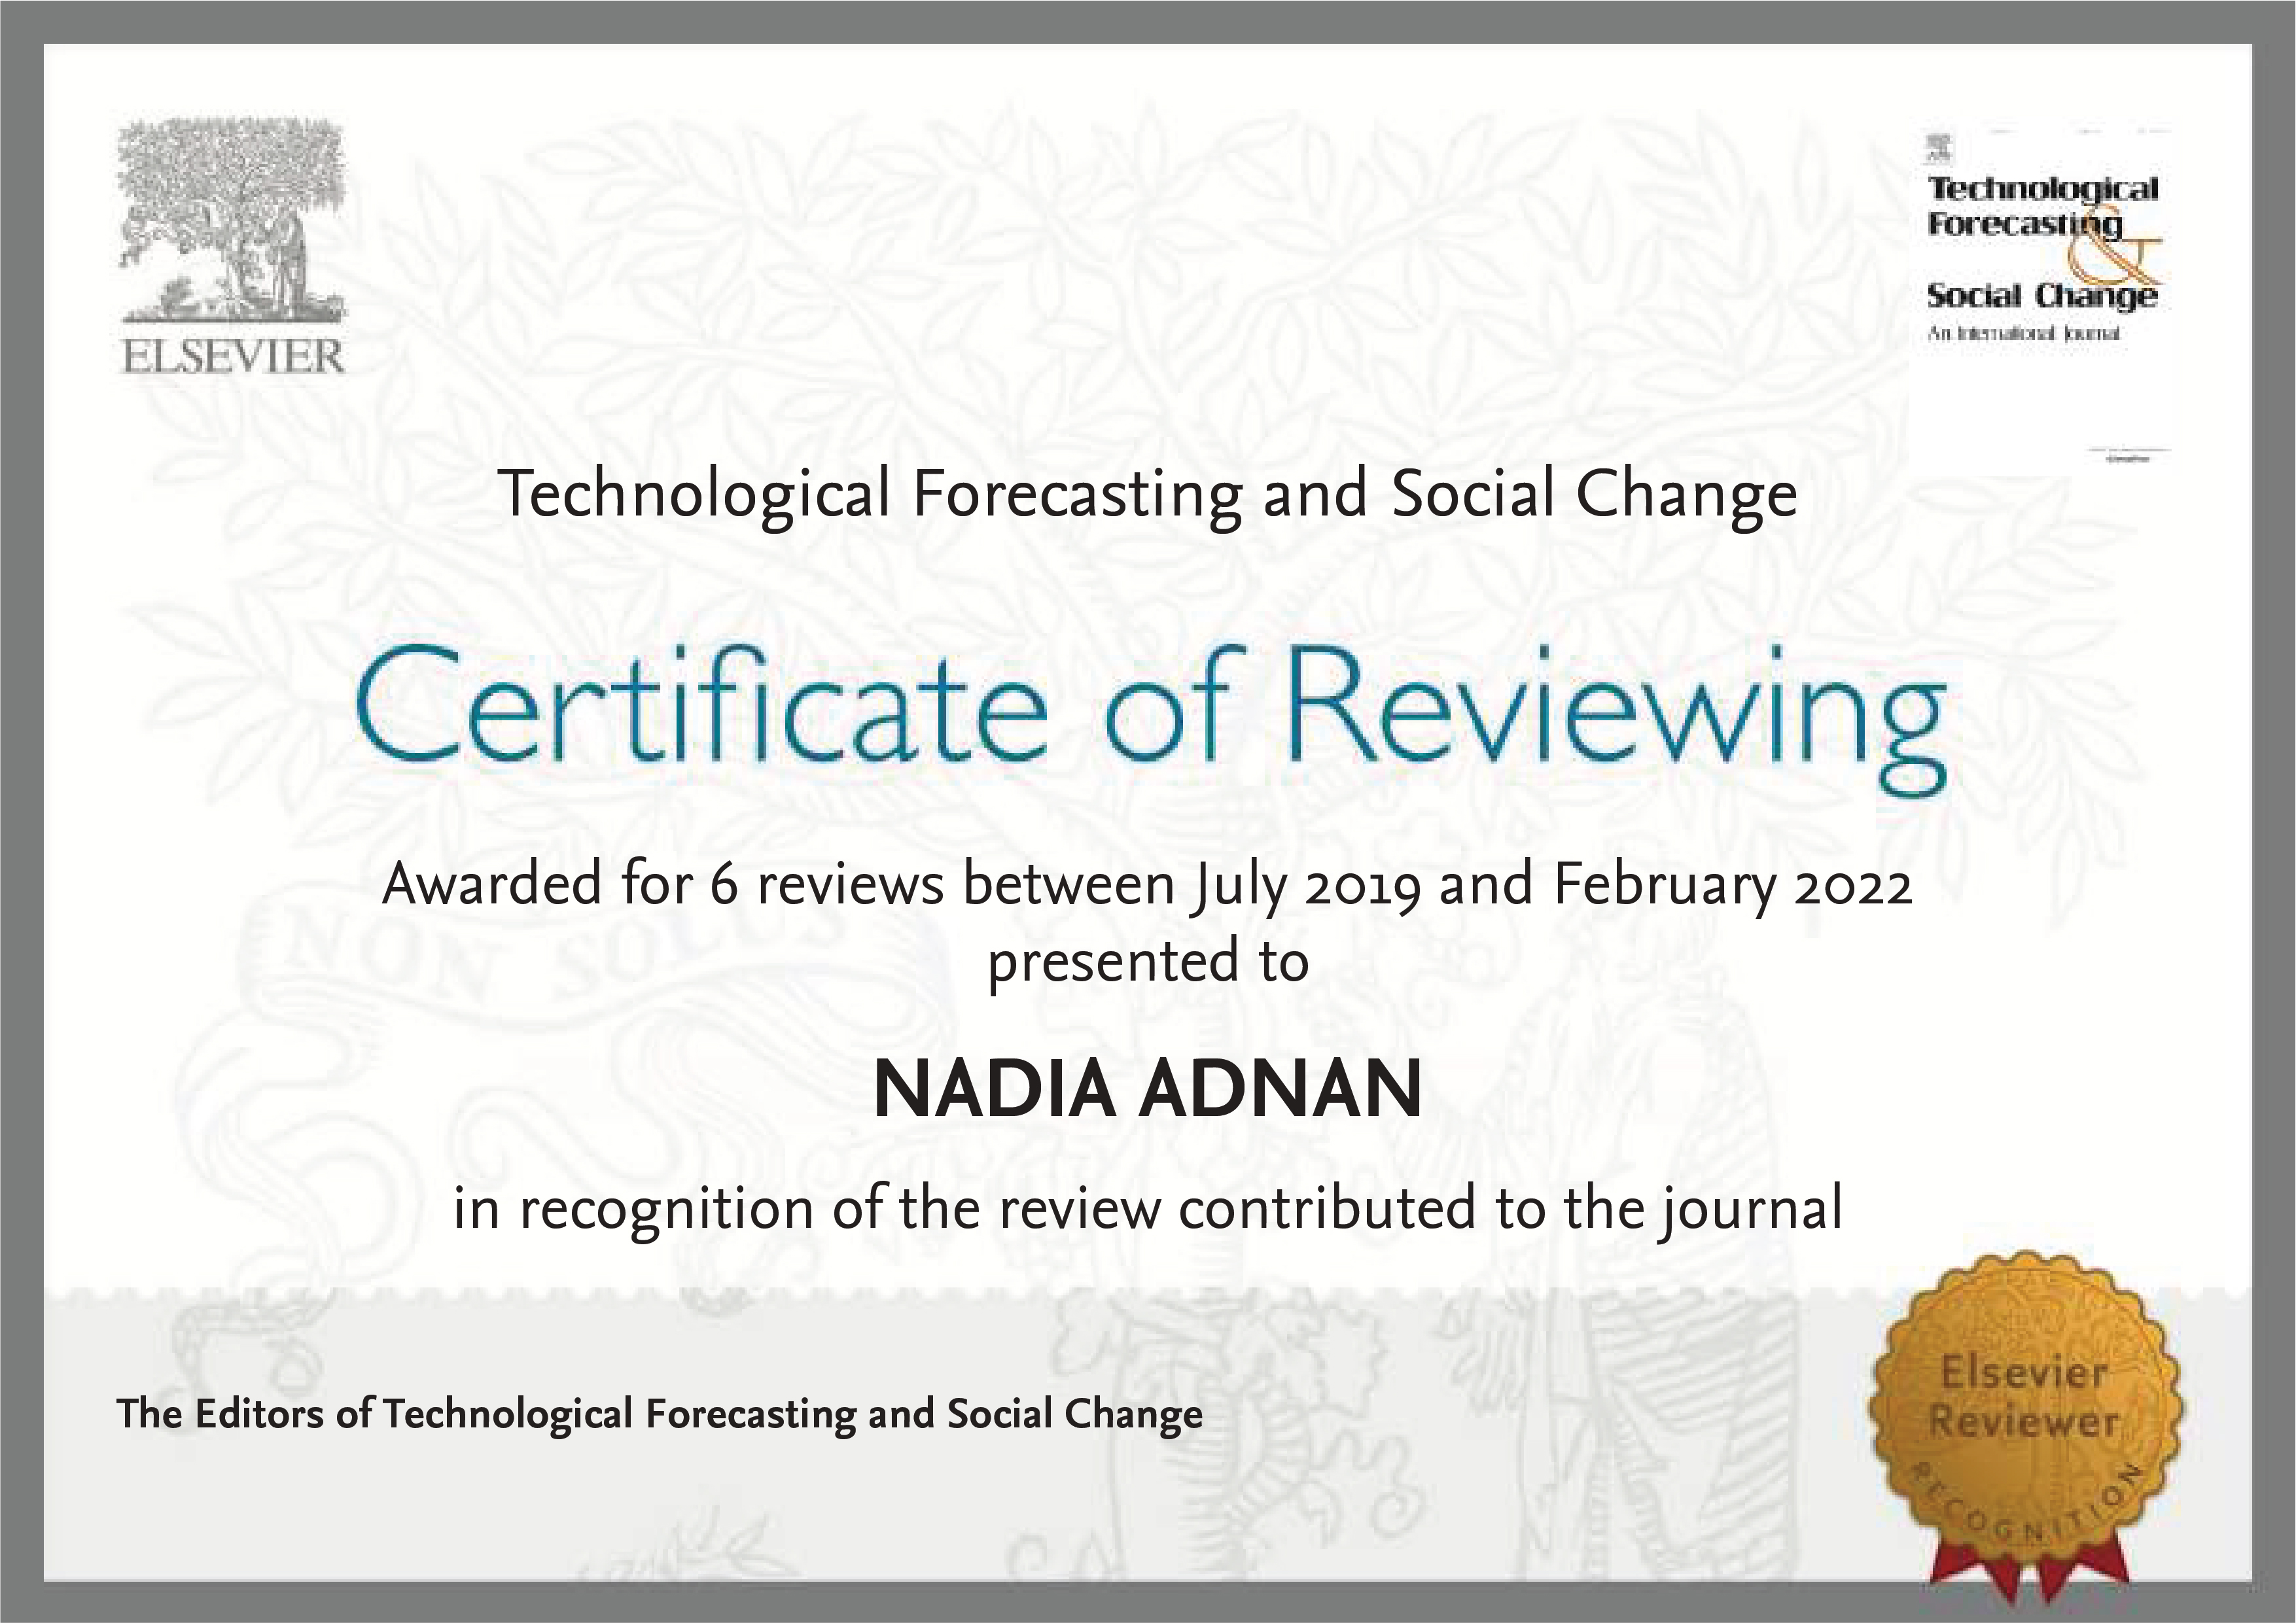 ELSEVIER
Technological
Forecasting
&
Social Change
An International Journal
Technological Forecasting and Social Change
Certificate of Reviewing
Awarded for 6 reviews between July 2019 and February 2022
NON SOLUS
presented to
NADIA ADNAN
in recognition of the review contributed to the journal
The Editors of Technological Forecasting and Social Change
Elsevier
Reviewer
RECOGNITION